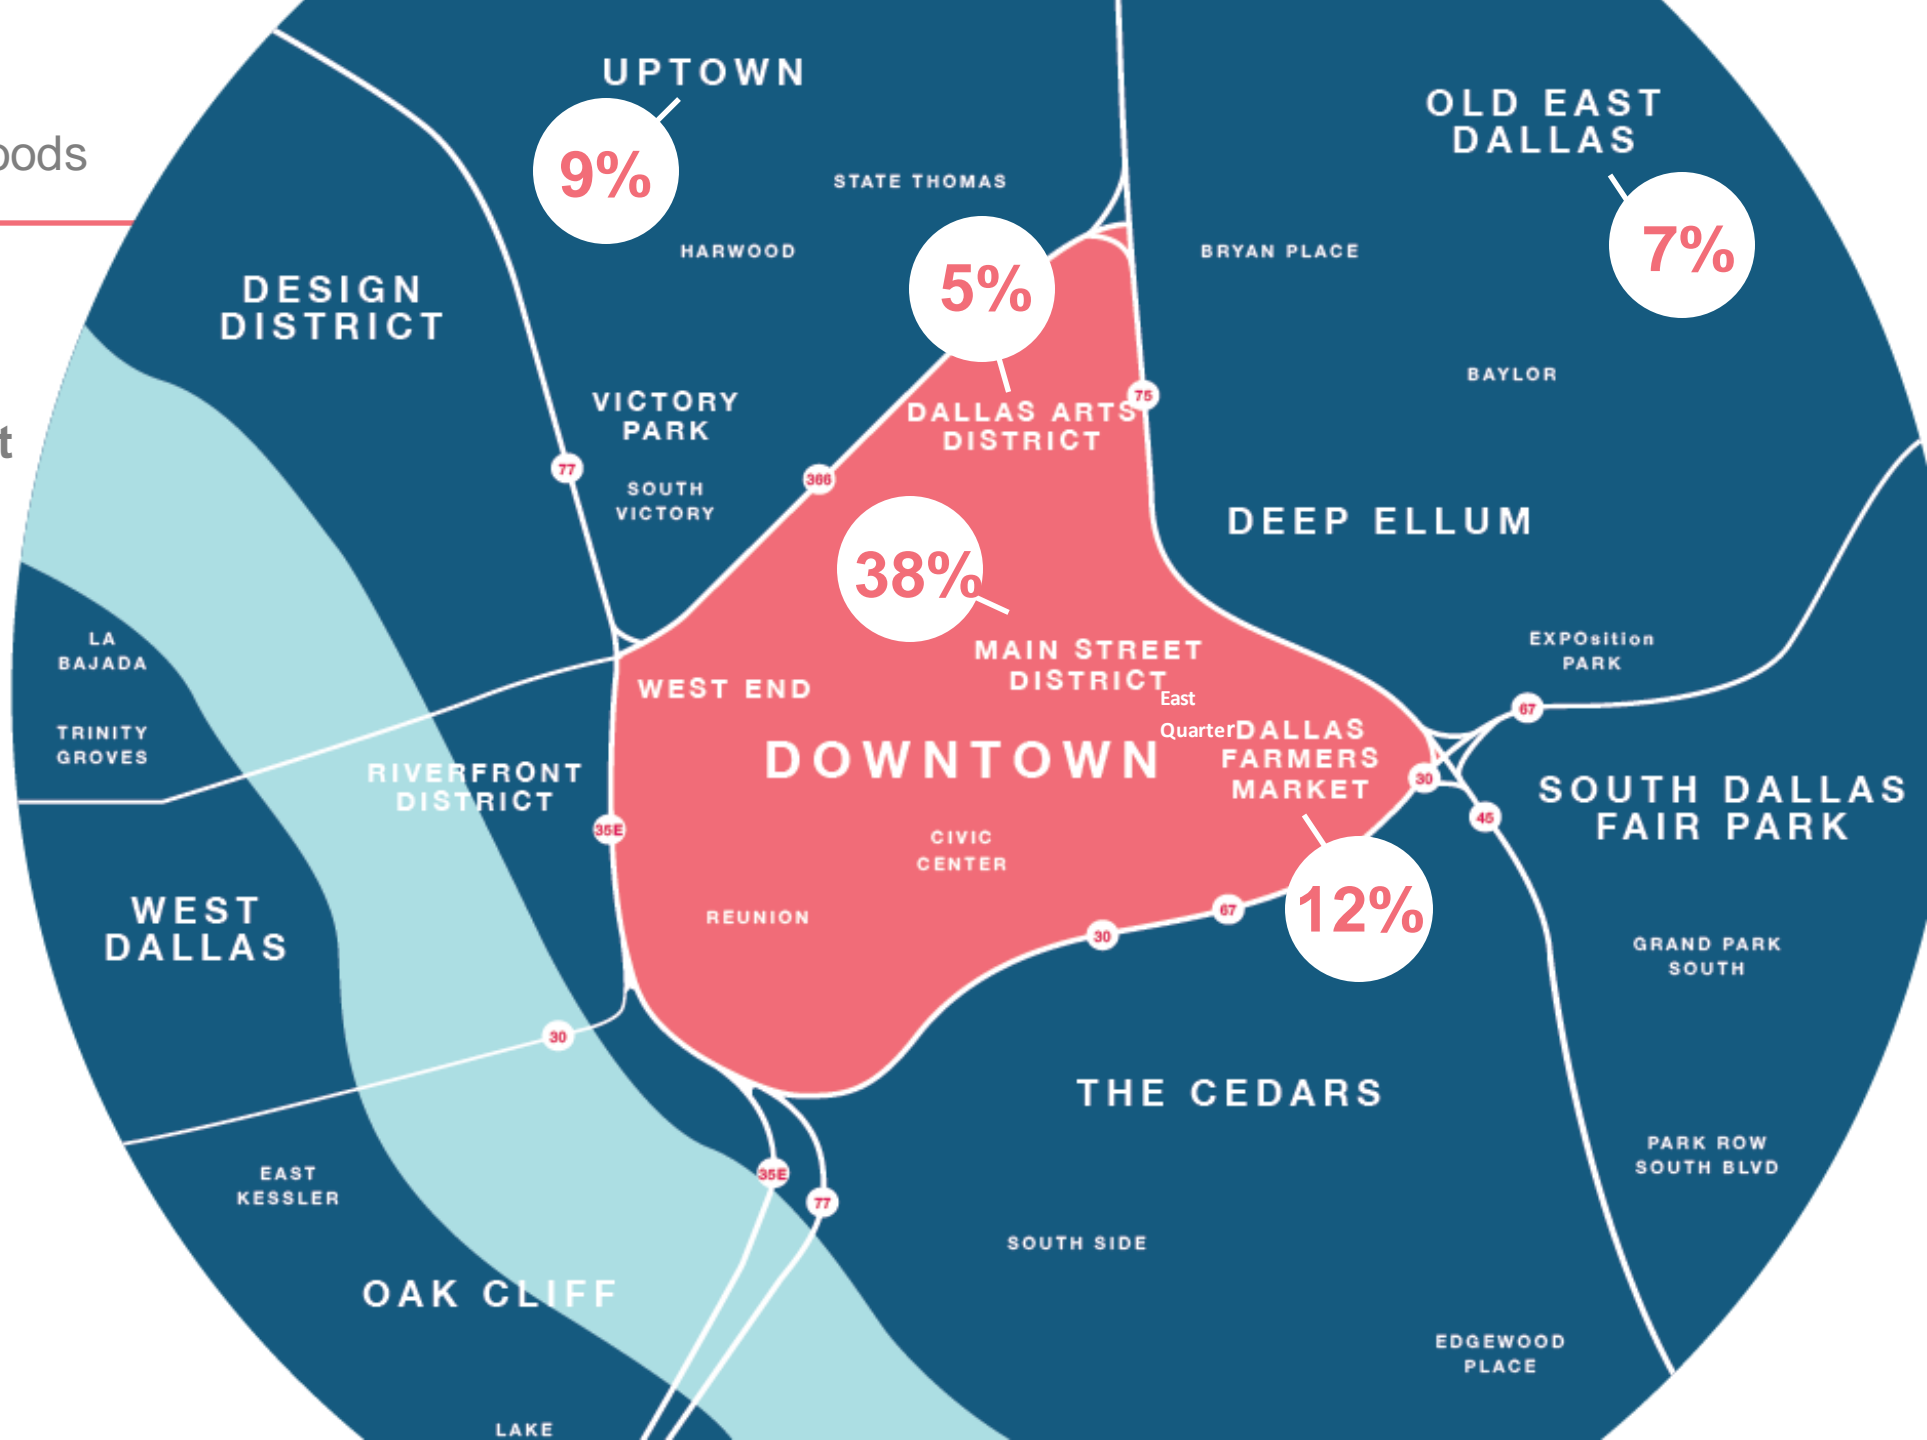 oods
t
UPTOWN
9%
STATE THOMAS
HARWOOD
5%
OLD EAST
DALLAS
7%
BRYAN PLACE
BAYLOR
DESIGN
DISTRICT
VICTORY
PARK
SOUTH
VICTORY
77
366
75
DALLAS ARTS
DISTRICT
38%
DEEP ELLUM
EXPOsition
PARK
67
LA
BAJADA
TRINITY
GROVES
WEST END
MAIN STREET
DISTRICT
East
Quarter
DALLAS
FARMERS
MARKET
DOWNTOWN
RIVERFRONT
DISTRICT
35E
CIVIC
CENTER
REUNION
30
45
SOUTH DALLAS
FAIR PARK
12%
67
30
WEST
DALLAS
GRAND PARK
SOUTH
30
THE CEDARS
PARK ROW
SOUTH BLVD
EAST
KESSLER
35E
77
SOUTH SIDE
OAK CLIFF
EDGEWOOD
PLACE
LAKE